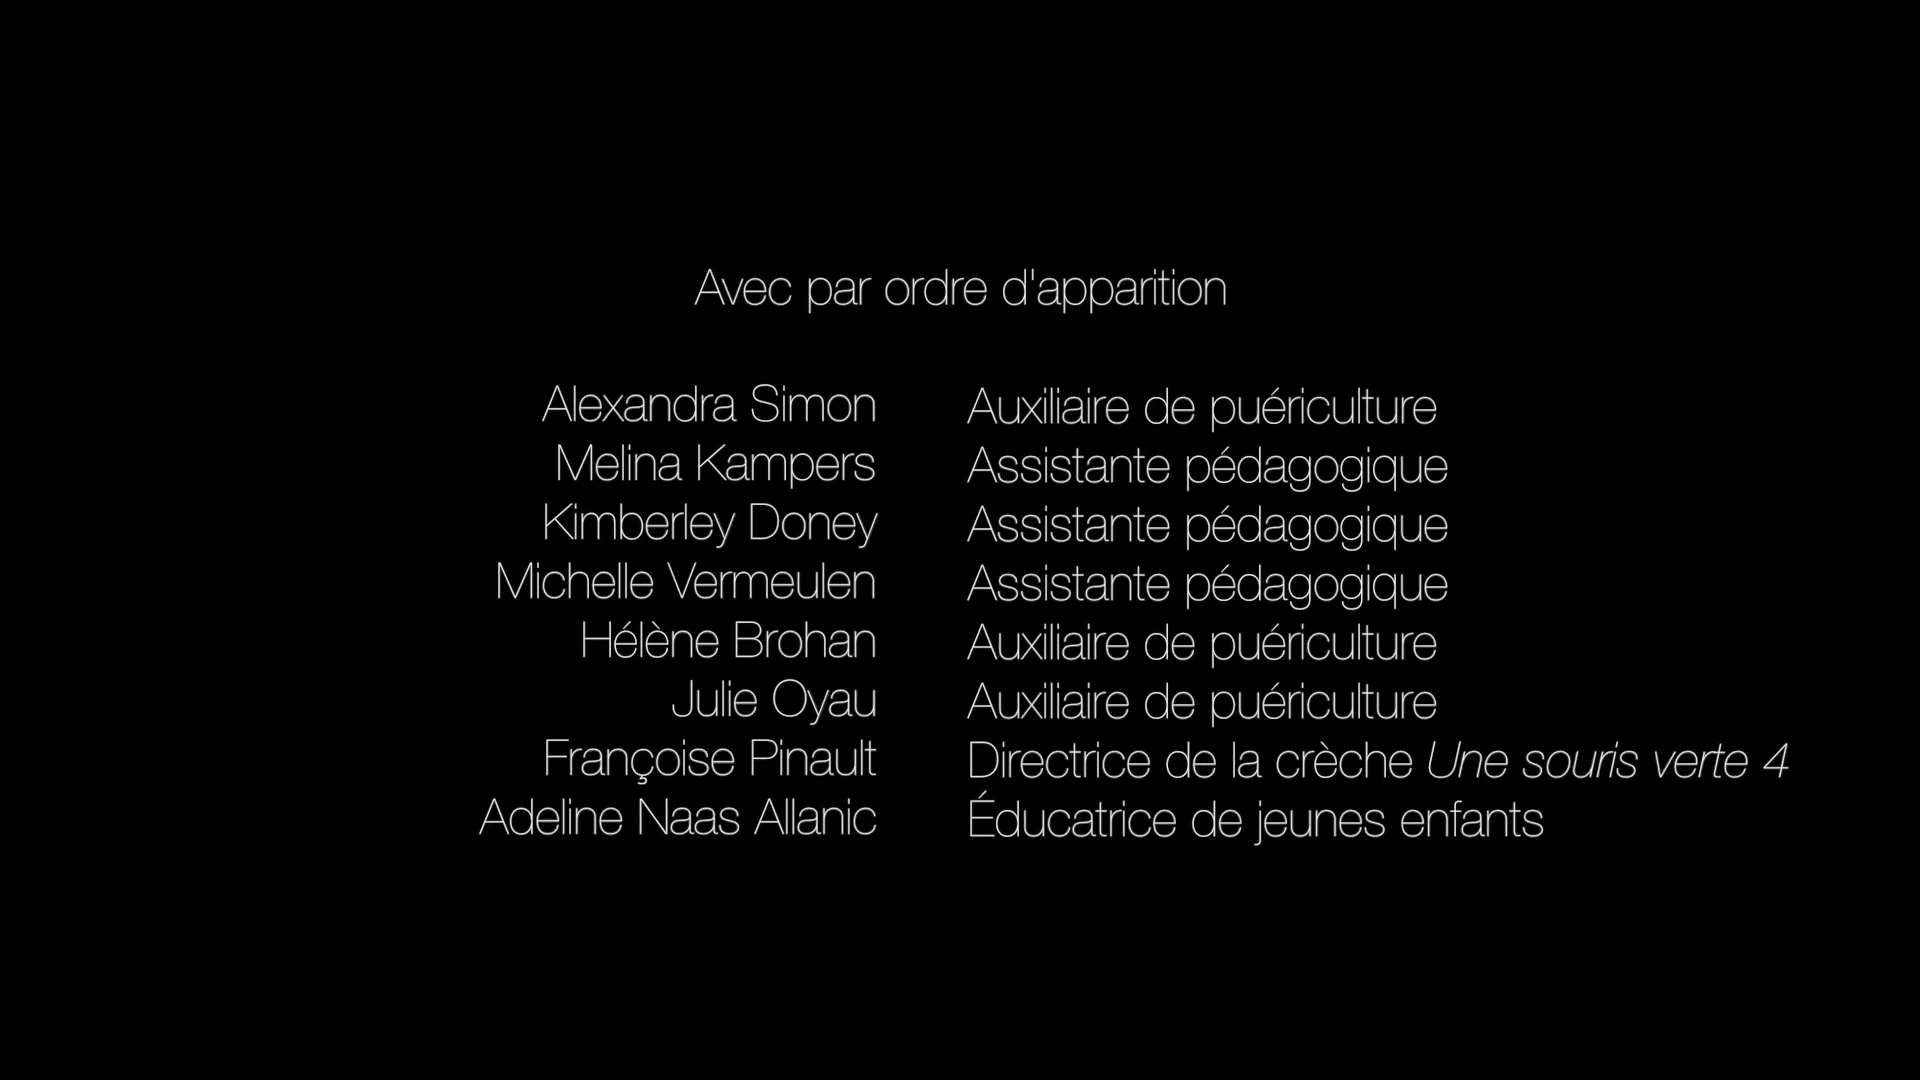 Avec par ordre d'apparition
Alexandra Simon Auxiliaire de puériculture
Melina Kampers Assistante pédagogique
Kimberley Doney Assistante pédagogique
Michelle Vermeulen Assistante pédagogique
Hélène Brohan Auxiliaire de puériculture
Julie Oyau Auxiliaire de puériculture
Françoise Pinault Directrice de la crèche Une souris verte 4
Adeline Naas Allanic Éducatrice de jeunes enfants